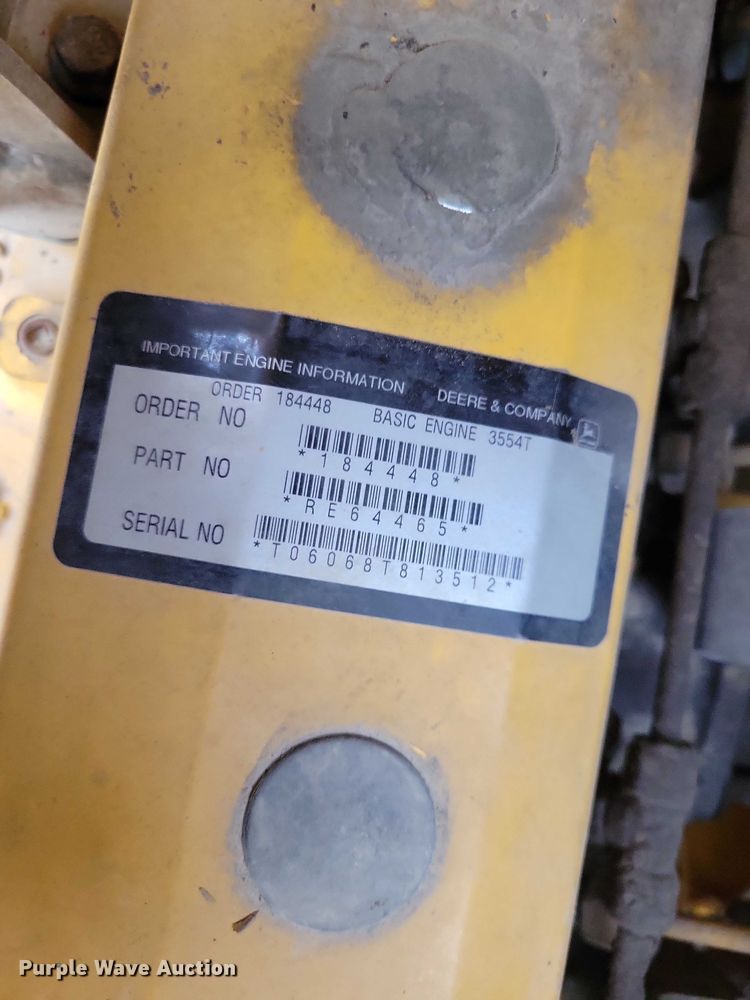 IMPORTANT ENGINE INFORMATION DEERE & COMPANY
ORDER 184448 BASIC ENGINE 3554T
ORDER NO
*184448*
PART NO
*RE64465*
SERIAL NO
*T06068T813512*
Purple Wave Auction